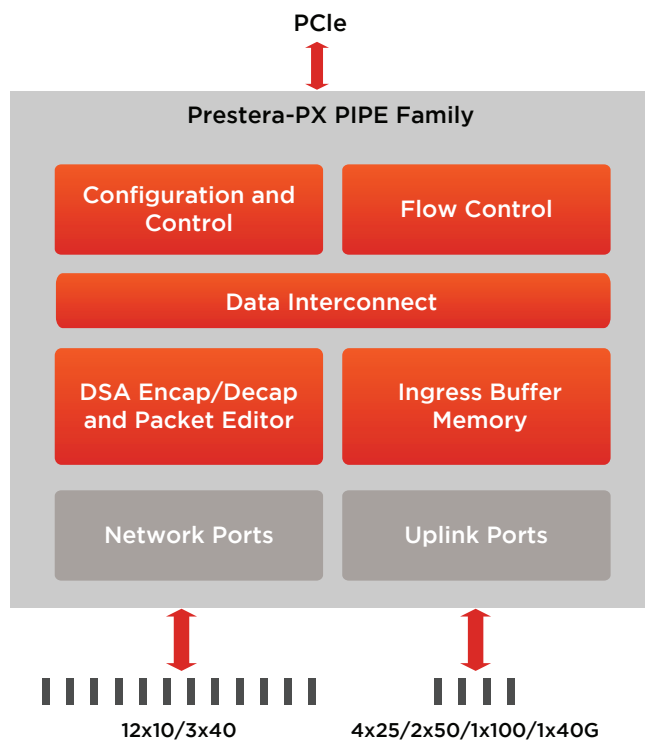 PCIe
Prestera-PX PIPE Family
Configuration and
Control
Flow Control
Data Interconnect
DSA Encap/Decap
and Packet Editor
Ingress Buffer
Memory
Network Ports
Uplink Ports
12x10/3x40
4x25/2x50/1x100/1x40G